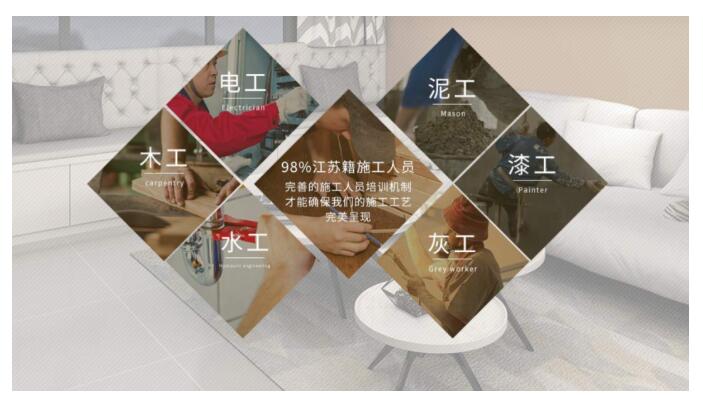 电工
Electrician
泥工
Mason
木工
carpentry
98%江苏籍施工人员
完善的施工人员培训机制
才能确保我们的施工工艺
完美呈现
漆工
Painter
水工
Hydraulic engineering
灰工
Grey worker